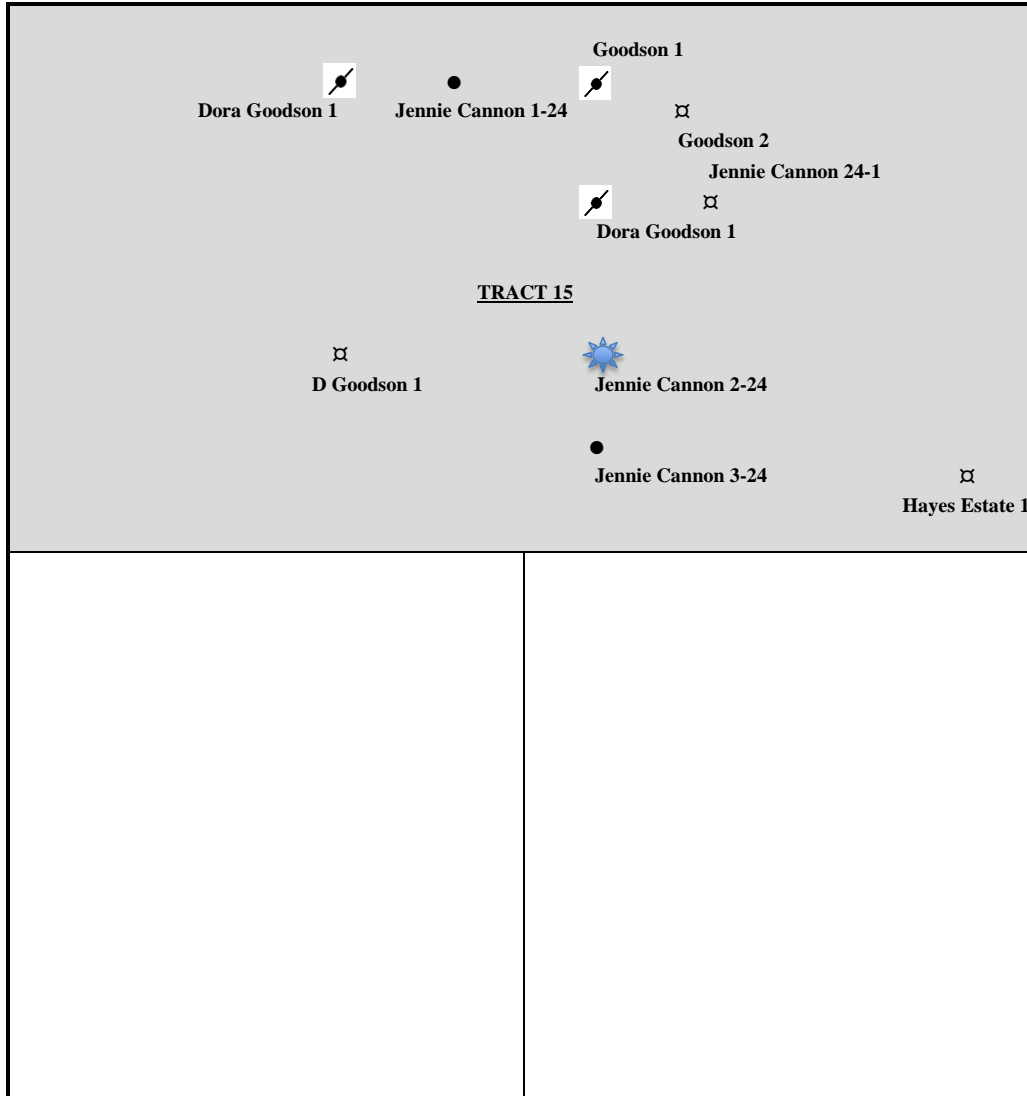 Goodson 1
Dora Goodson 1
Jennie Cannon 1-24
Goodson 2
Jennie Cannon 24-1
Dora Goodson 1
TRACT 15
D Goodson 1
Jennie Cannon 2-24
Jennie Cannon 3-24
Hayes Estate 1